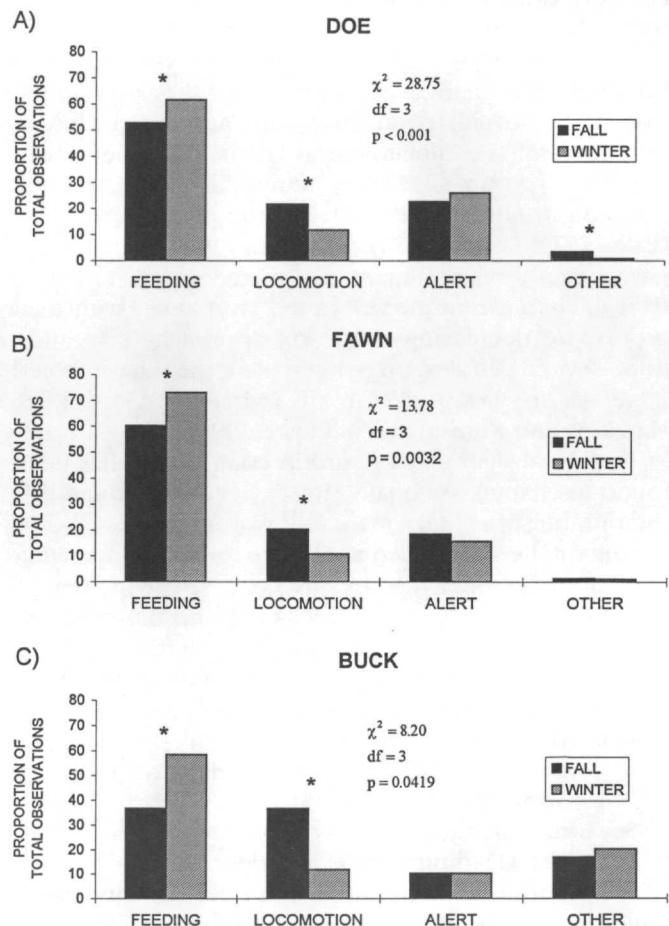 A)
DOE
PROPORTION OF
TOTAL OBSERVATIONS
80
70
60
50
40
30
20
10
0
*
*
*
χ² = 28.75
df = 3
p < 0.001
FALL
WINTER
FEEDING LOCOMOTION ALERT OTHER
B)
FAWN
PROPORTION OF
TOTAL OBSERVATIONS
80
70
60
50
40
30
20
10
0
*
*
χ² = 13.78
df = 3
p = 0.0032
FALL
WINTER
FEEDING LOCOMOTION ALERT OTHER
C)
BUCK
PROPORTION OF
TOTAL OBSERVATIONS
80
70
60
50
40
30
20
10
0
*
*
χ² = 8.20
df = 3
p = 0.0419
FALL
WINTER
FEEDING LOCOMOTION ALERT OTHER